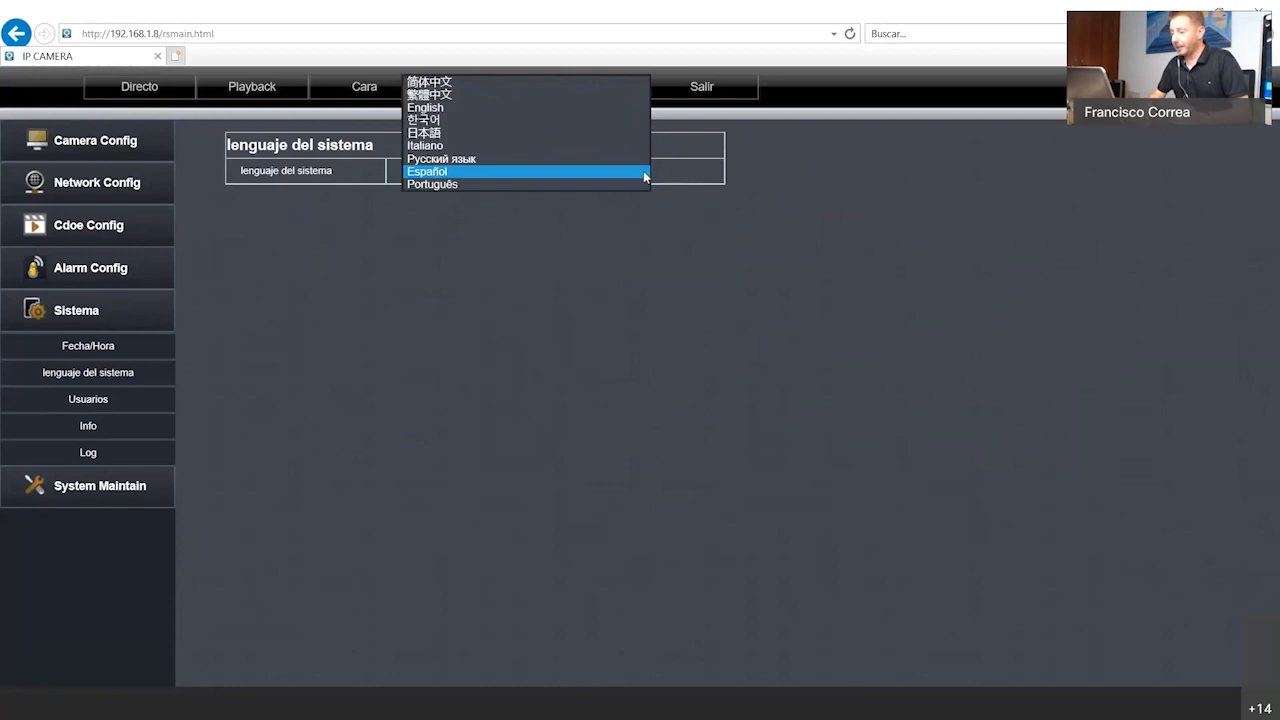 http://192.168.1.8/rsmain.html
Buscar...
IP CAMERA
Directo
Playback
Cara
Salir
Francisco Correa
Camera Config
Network Config
Cdoe Config
Alarm Config
Sistema
Fecha/Hora
lenguaje del sistema
Usuarios
Info
Log
System Maintain
lenguaje del sistema
lenguaje del sistema
简体中文
繁體中文
English
한국어
日本語
Italiano
Русский язык
Español
Português
+14